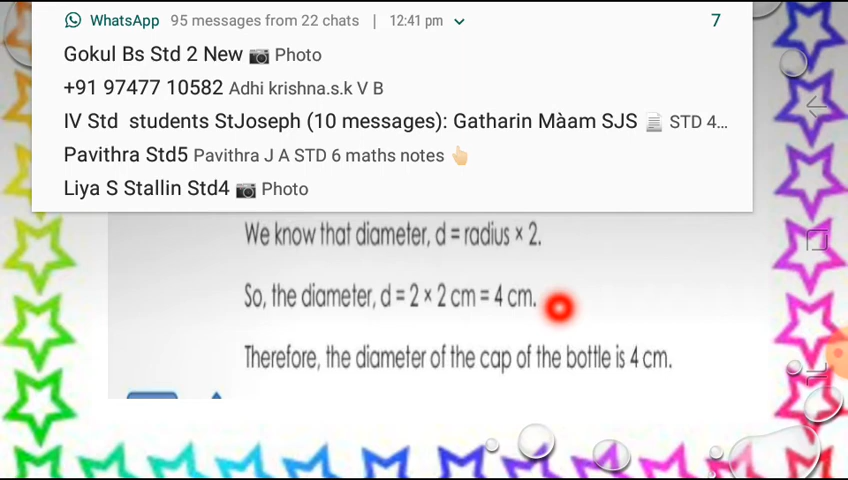 WhatsApp 95 messages from 22 chats | 12:41 pm 7
Gokul Bs Std 2 New 📷 Photo
+91 97477 10582 Adhi krishna.s.k V B
IV Std students StJoseph (10 messages): Gatharin Màam SJS 📄 STD 4...
Pavithra Std5 Pavithra J A STD 6 maths notes 👆
Liya S Stallin Std4 📷 Photo
We know that diameter, d = radius × 2.
So, the diameter, d = 2 × 2 cm = 4 cm.
Therefore, the diameter of the cap of the bottle is 4 cm.